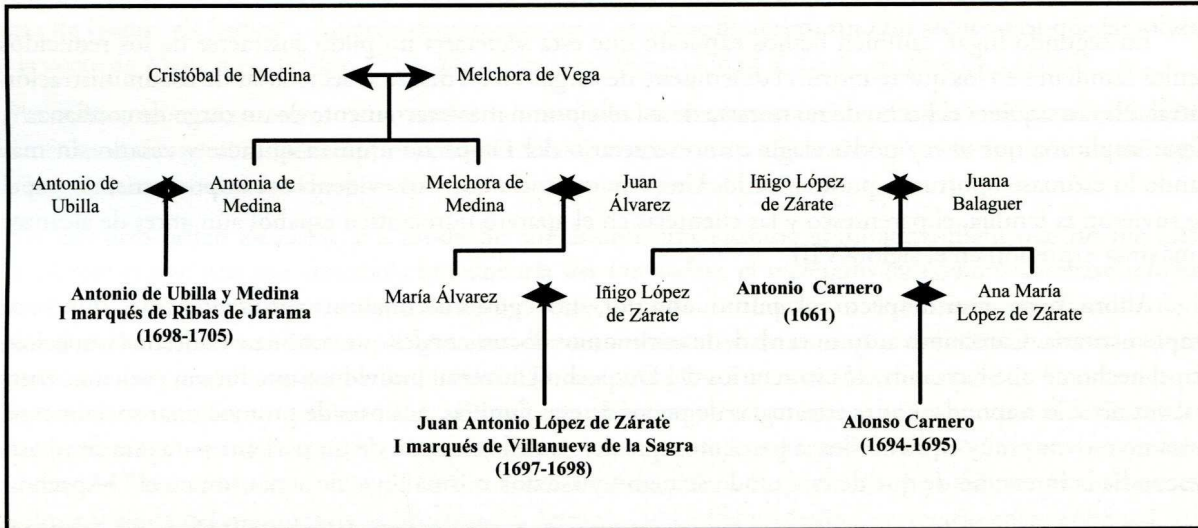 Cristóbal de Medina
Melchora de Vega
Antonio de
Ubilla
Antonia de
Medina
Melchora de
Medina
Juan
Álvarez
Iñigo López
de Zárate
Juana
Balaguer
Antonio de Ubilla y Medina
I marqués de Ribas de Jarama
(1698-1705)
María Álvarez
Iñigo López
de Zárate
Antonio Carnero
(1661)
Ana María
López de Zárate
Juan Antonio López de Zárate
I marqués de Villanueva de la Sagra
(1697-1698)
Alonso Carnero
(1694-1695)